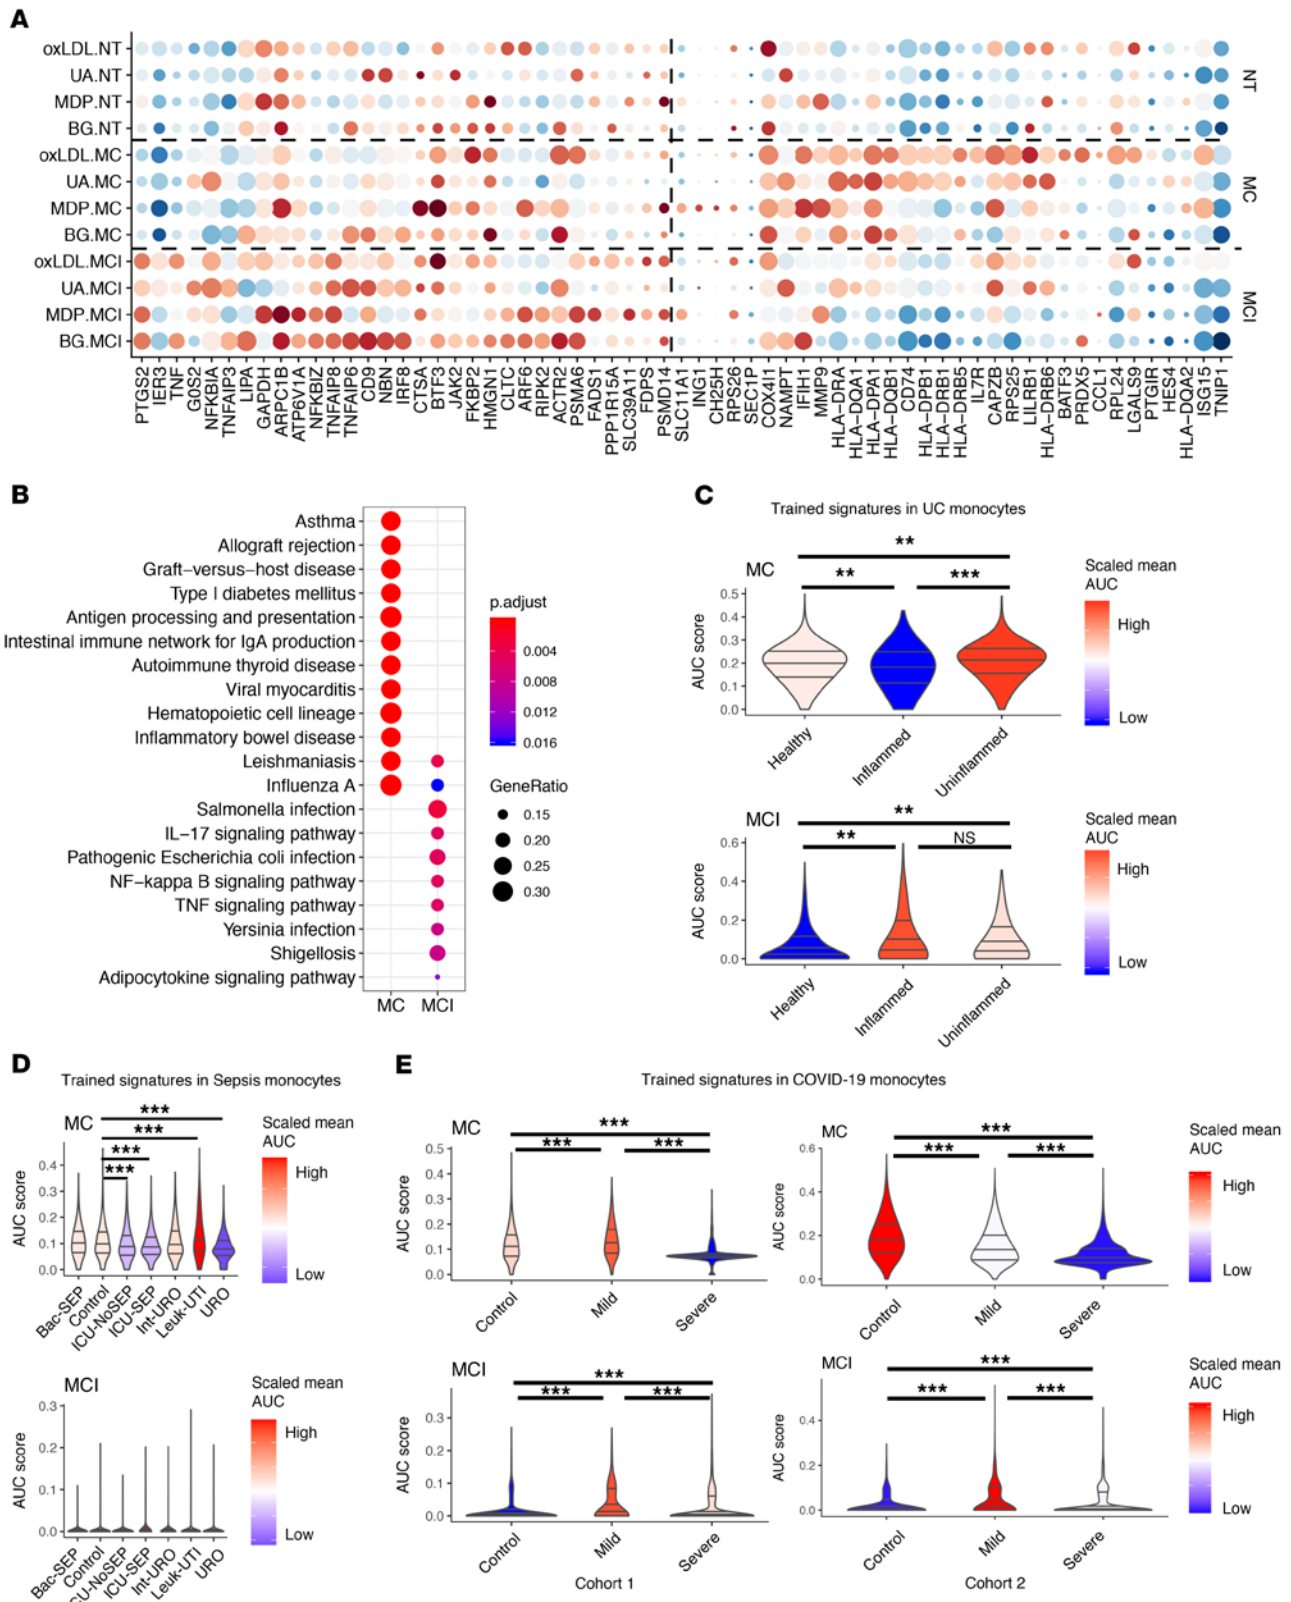 A
oxLDL.NT
UA.NT
MDP.NT
BG.NT
oxLDL.MC
UA.MC
MDP.MC
BG.MC
oxLDL.MCI
UA.MCI
MDP.MCI
BG.MCI
NT
MC
MCI
PTGS2
IER3
TNF
G0S2
NFKBIA
TNFAIP3
LIPA
GAPDH
ARPC1B
ATP6V1A
NFKBIZ
TNFAIP8
TNFAIP6
CD9
NBN
IRF8
CTSA
BTF3
JAK2
FKBP2
HMGN1
CLTC
ARF6
RIPK2
ACTR2
PSMA6
FADS1
PPP1R15A
SLC39A11
FDPS
PSMD14
SLC11A1
ING1
CH25H
RPS26
SEC1P
COX4I1
NAMPT
IFIH1
MMP9
HLA−DRA
HLA−DQA1
HLA−DPA1
HLA−DQB1
CD74
HLA−DPB1
HLA−DRB1
HLA−DRB5
IL7R
CAPZB
RPS25
LILRB1
HLA−DRB6
BATF3
PRDX5
CCL1
RPL24
LGALS9
PTGIR
HES4
HLA−DQA2
ISG15
TNIP1
B
Asthma
Allograft rejection
Graft−versus−host disease
Type I diabetes mellitus
Antigen processing and presentation
Intestinal immune network for IgA production
Autoimmune thyroid disease
Viral myocarditis
Hematopoietic cell lineage
Inflammatory bowel disease
Leishmaniasis
Influenza A
Salmonella infection
IL−17 signaling pathway
Pathogenic Escherichia coli infection
NF−kappa B signaling pathway
TNF signaling pathway
Yersinia infection
Shigellosis
Adipocytokine signaling pathway
MC MCI
p.adjust
0.004
0.008
0.012
0.016
GeneRatio
0.15
0.20
0.25
0.30
C
Trained signatures in UC monocytes
MC
**
** ***
AUC score
0.5
0.4
0.3
0.2
0.1
0.0
Healthy
Inflammed
Uninflammed
Scaled mean
AUC
High
Low
MCI
**
** NS
AUC score
0.6
0.4
0.2
0.0
Healthy
Inflammed
Uninflammed
Scaled mean
AUC
High
Low
D
Trained signatures in Sepsis monocytes
MC
***
***
***
***
AUC score
0.4
0.3
0.2
0.1
0.0
Bac-SEP
Control
ICU-NoSEP
ICU-SEP
Int-URO
Leuk-UTI
URO
Scaled mean
AUC
High
Low
MCI
AUC score
0.3
0.2
0.1
0.0
Bac-SEP
Control
CU-NoSEP
ICU-SEP
Int-URO
Leuk-UTI
URO
Scaled mean
AUC
High
Low
E
Trained signatures in COVID-19 monocytes
MC
***
*** ***
AUC score
0.5
0.4
0.3
0.2
0.1
0.0
Control
Mild
Severe
MC
***
*** ***
AUC score
0.6
0.4
0.2
0.0
Control
Mild
Severe
Scaled mean
AUC
High
Low
MCI
***
*** ***
AUC score
0.3
0.2
0.1
0.0
Control
Mild
Severe
Cohort 1
MCI
***
*** ***
AUC score
0.4
0.2
0.0
Control
Mild
Severe
Cohort 2
Scaled mean
AUC
High
Low